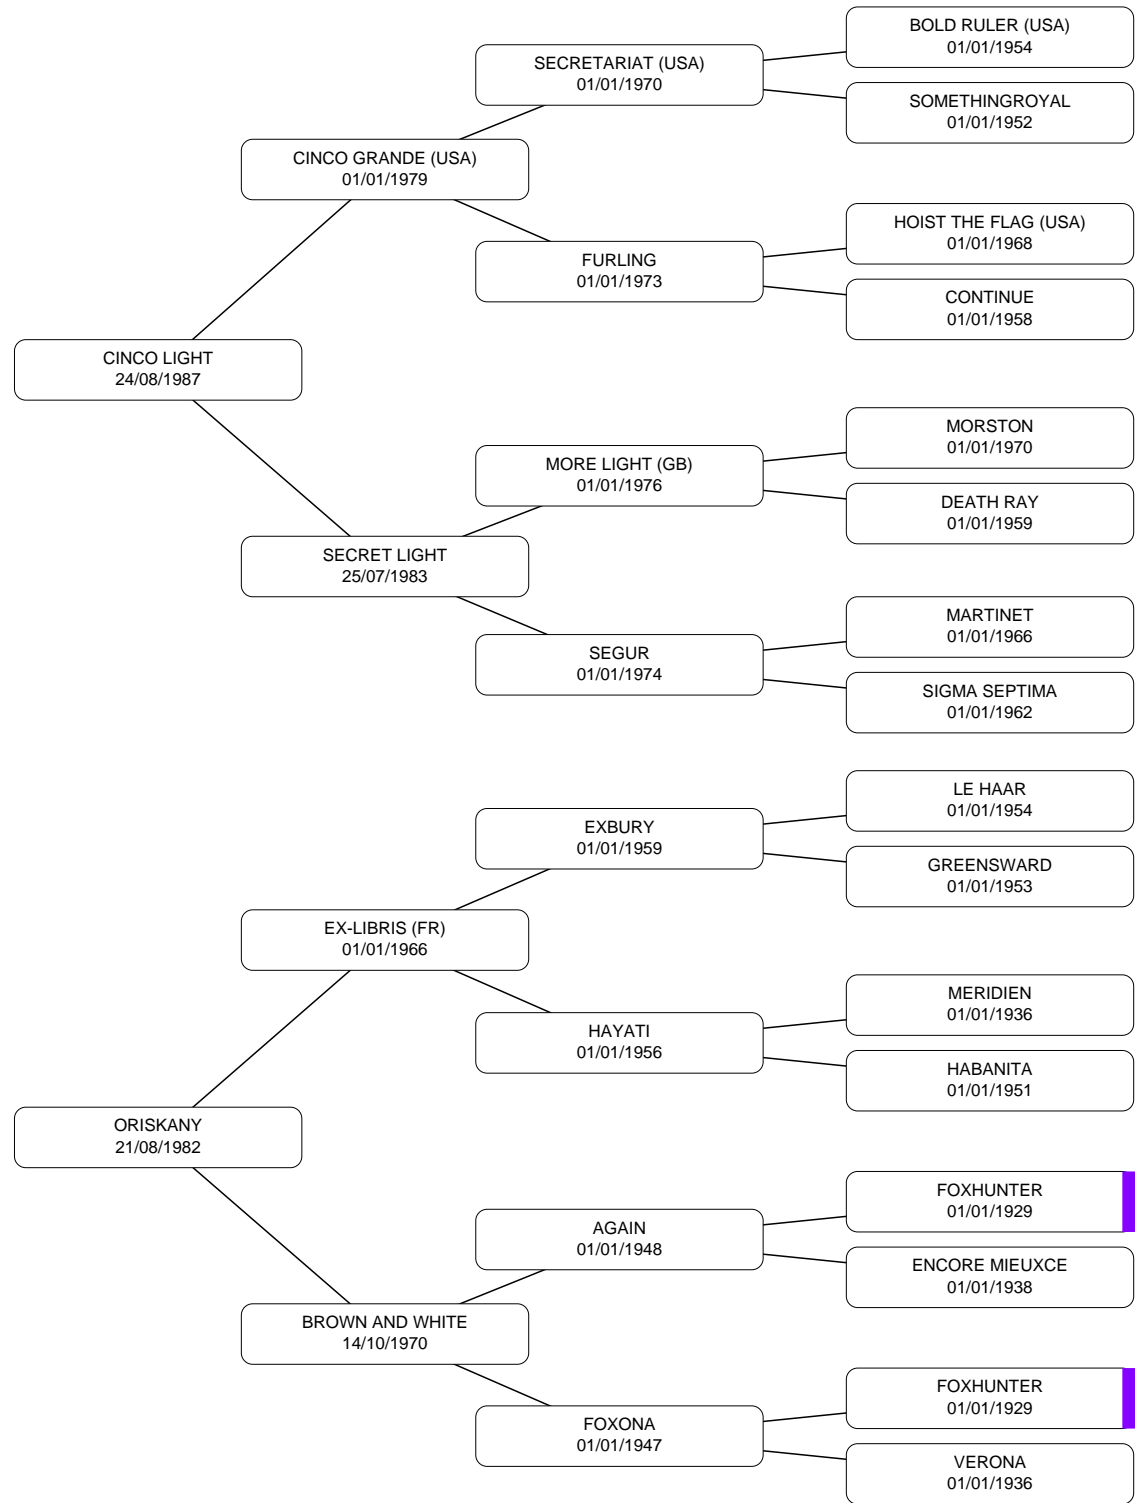 BOLD RULER (USA)
01/01/1954
SECRETARIAT (USA)
01/01/1970
SOMETHINGROYAL
01/01/1952
CINCO GRANDE (USA)
01/01/1979
HOIST THE FLAG (USA)
01/01/1968
FURLING
01/01/1973
CONTINUE
01/01/1958
CINCO LIGHT
24/08/1987
MORSTON
01/01/1970
MORE LIGHT (GB)
01/01/1976
DEATH RAY
01/01/1959
SECRET LIGHT
25/07/1983
MARTINET
01/01/1966
SEGUR
01/01/1974
SIGMA SEPTIMA
01/01/1962
LE HAAR
01/01/1954
EXBURY
01/01/1959
GREENSWARD
01/01/1953
EX-LIBRIS (FR)
01/01/1966
MERIDIEN
01/01/1936
HAYATI
01/01/1956
HABANITA
01/01/1951
ORISKANY
21/08/1982
FOXHUNTER
01/01/1929
AGAIN
01/01/1948
ENCORE MIEUXCE
01/01/1938
BROWN AND WHITE
14/10/1970
FOXHUNTER
01/01/1929
FOXONA
01/01/1947
VERONA
01/01/1936